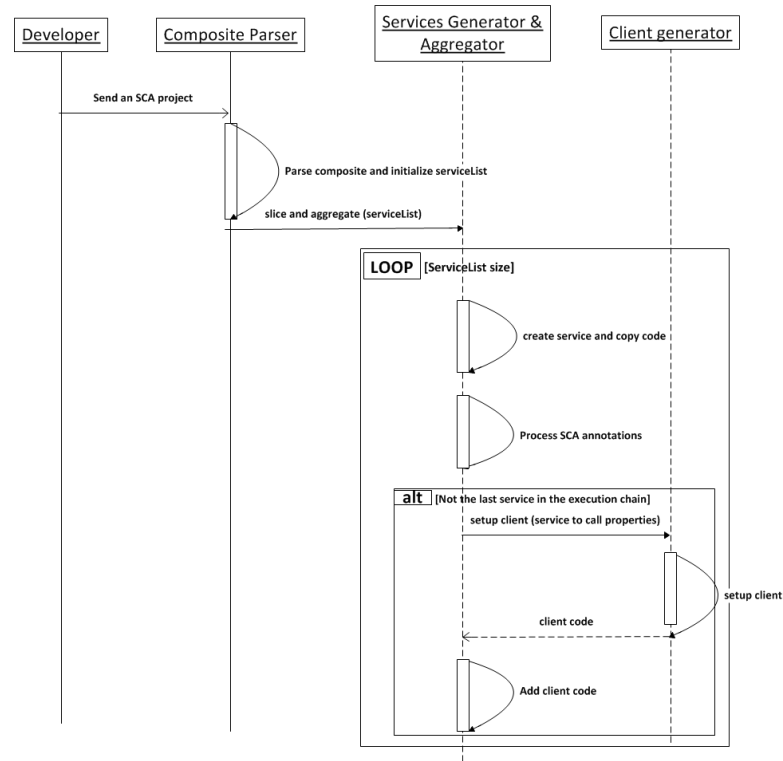 Developer
Composite Parser
Services Generator &
Aggregator
Client generator
Send an SCA project
Parse composite and initialize serviceList
slice and aggregate (serviceList)
LOOP [ServiceList size]
create service and copy code
Process SCA annotations
alt [Not the last service in the execution chain]
setup client (service to call properties)
setup client
client code
Add client code